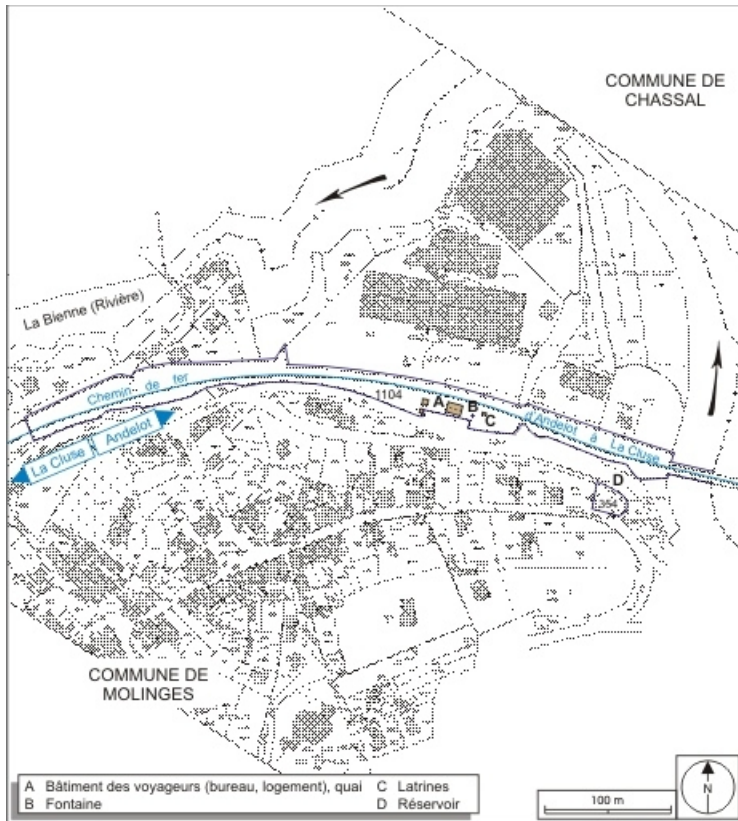 COMMUNE DE
CHASSAL
La Bienne (Rivière)
Chemin de fer
1104
A
B
C
d'Andelot à La Cluse
La Cluse
Andelot
D
354
COMMUNE DE
MOLINGES
A Bâtiment des voyageurs (bureau, logement), quai
B Fontaine
C Latrines
D Réservoir
100 m
N